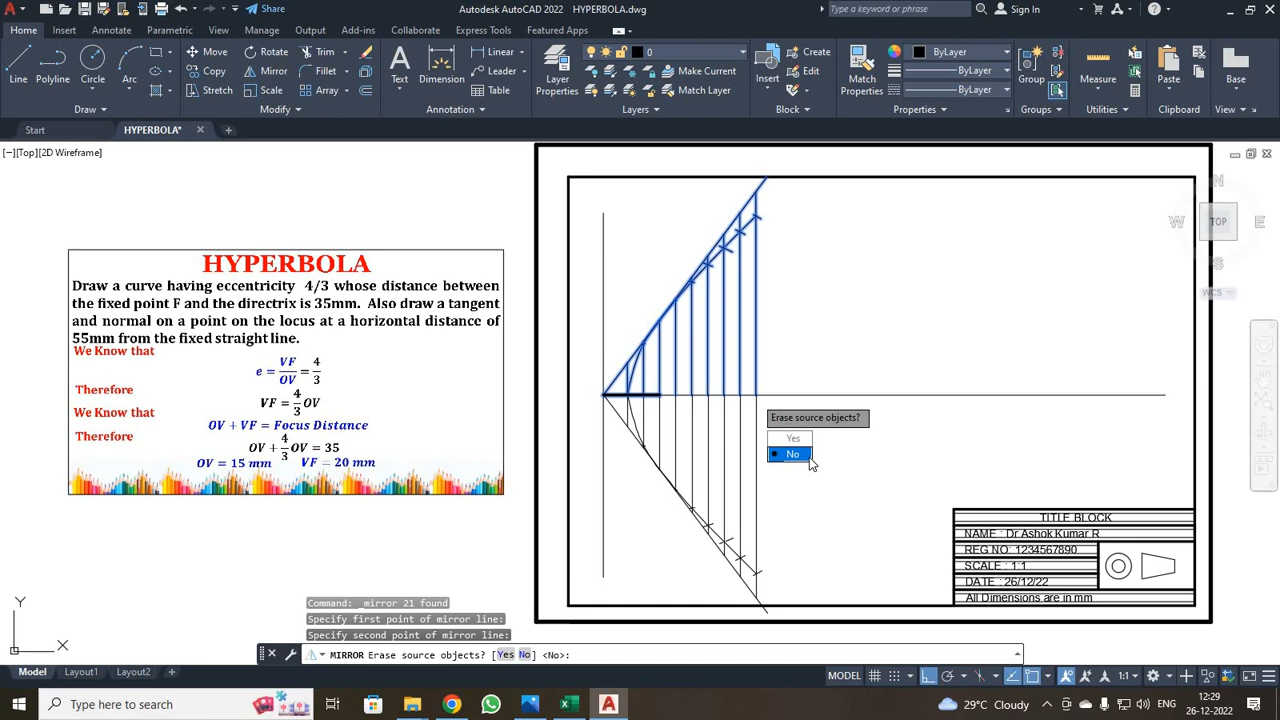 Share
Autodesk AutoCAD 2022 HYPERBOLA.dwg
Type a keyword or phrase
Sign In
Home Insert Annotate Parametric View Manage Output Add-ins Collaborate Express Tools Featured Apps
Line Polyline Circle Arc
Move Rotate Trim
Copy Mirror Fillet
Stretch Scale Array
Text Dimension
Linear
Leader
Table
Layer Properties
0
Make Current
Match Layer
Insert
Create
Edit
Match Properties
ByLayer
ByLayer
ByLayer
Group
Measure
Paste
Base
Draw Modify Annotation Layers Block Properties Groups Utilities Clipboard View
Start HYPERBOLA*
[−][Top][2D Wireframe]
N
W TOP E
S
WCS
HYPERBOLA
Draw a curve having eccentricity 4/3 whose distance between
the fixed point F and the directrix is 35mm. Also draw a tangent
and normal on a point on the locus at a horizontal distance of
55mm from the fixed straight line.
We Know that
e = VF/OV = 4/3
Therefore
VF = 4/3 OV
We Know that
OV + VF = Focus Distance
Therefore
OV + 4/3 OV = 35
OV = 15 mm VF = 20 mm
Erase source objects?
Yes
No
TITLE BLOCK
NAME : Dr Ashok Kumar R
REG NO: 1234567890
SCALE : 1:1
DATE : 26/12/22
All Dimensions are in mm
Y
X
Command: _mirror 21 found
Specify first point of mirror line:
Specify second point of mirror line:
MIRROR Erase source objects? [Yes No] <No>:
Model Layout1 Layout2
MODEL
1:1
Type here to search
29°C Cloudy
ENG
12:29
26-12-2022